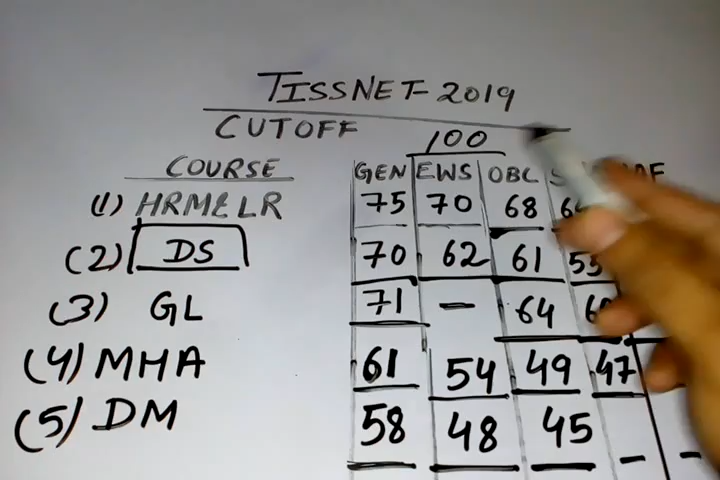 TISSNET-2019
CUTOFF 100
COURSE GEN EWS OBC
(1) HRM&LR 75 70 68
(2) DS 70 62 61 55
(3) GL 71 - 64
(4) MHA 61 54 49 47
(5) DM 58 48 45 - -